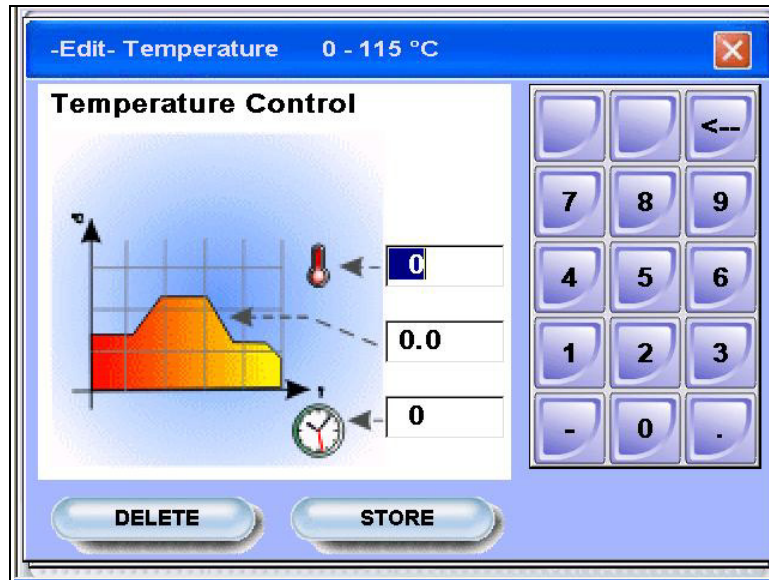 -Edit- Temperature 0 - 115 °C
Temperature Control
<--
7 8 9
0
4 5 6
0.0
1 2 3
0
- 0 .
DELETE STORE